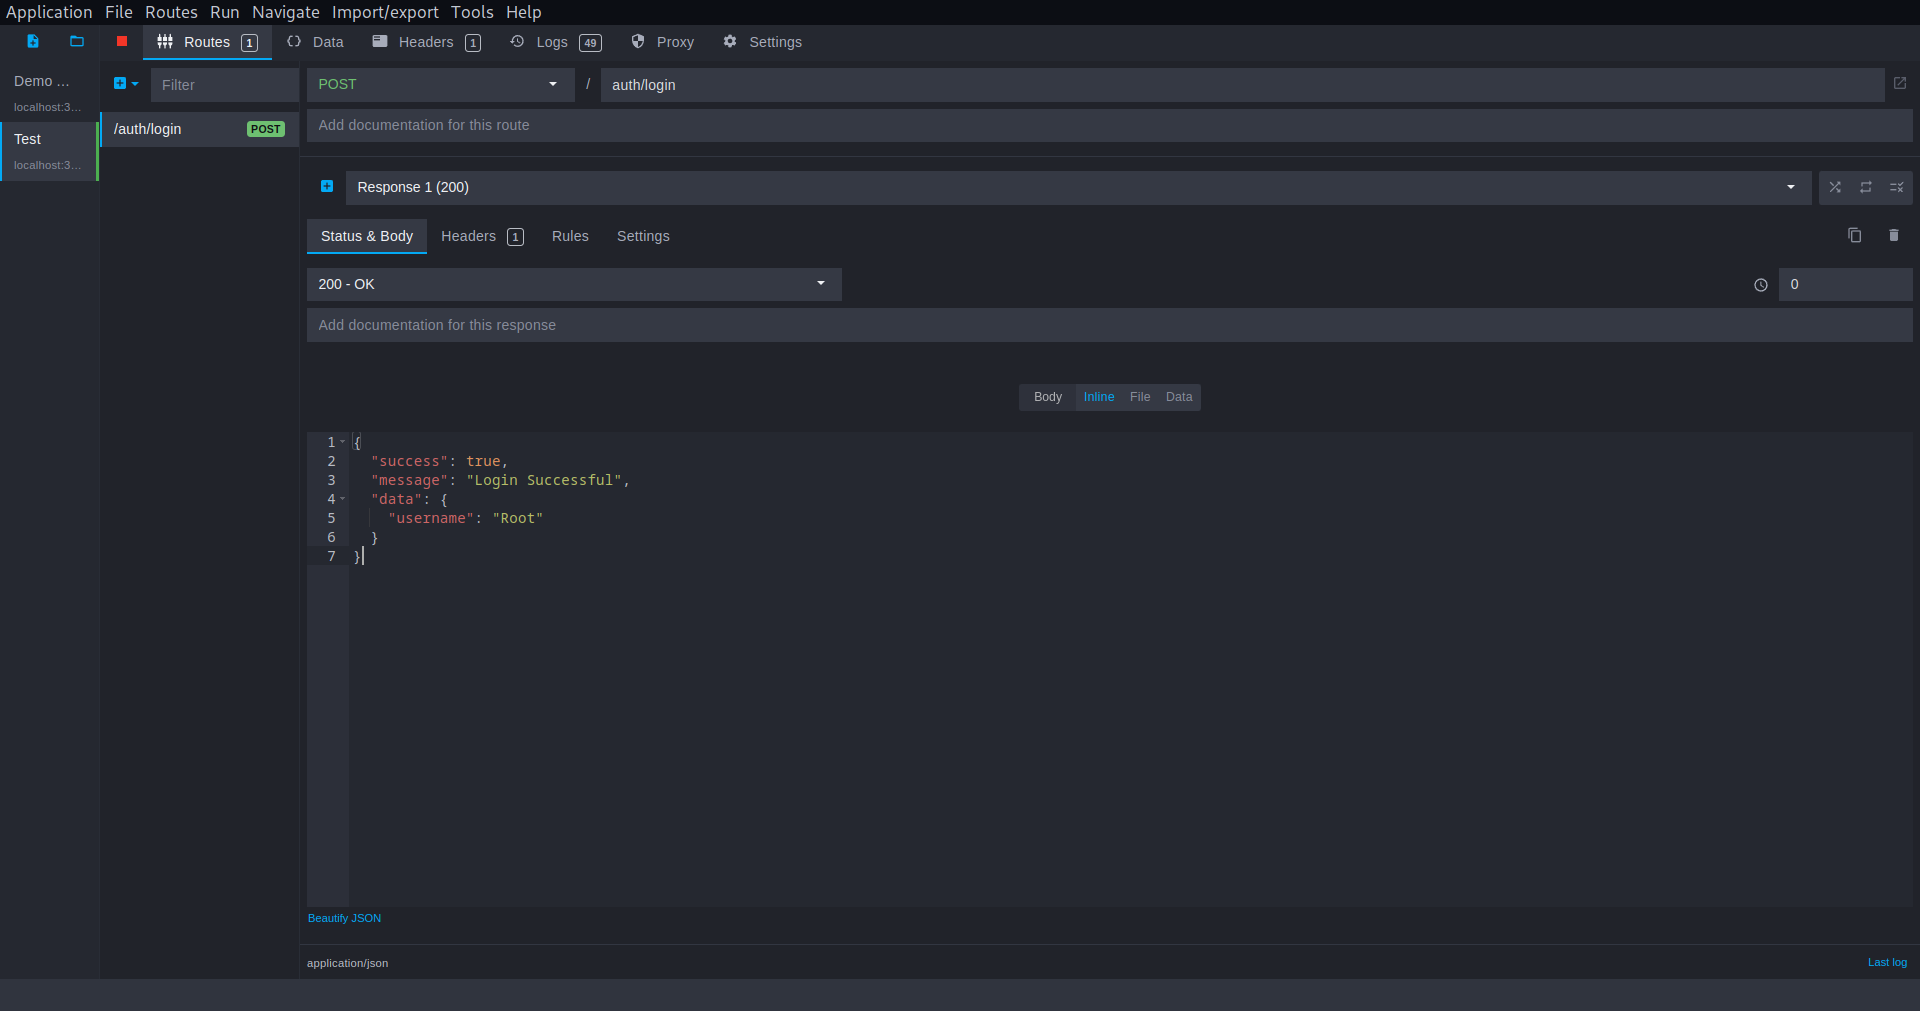 Application File Routes Run Navigate Import/export Tools Help
Routes 1 Data Headers 1 Logs 49 Proxy Settings
Demo ...
localhost:3...
Test
localhost:3...
Filter
/auth/login POST
POST / auth/login
Add documentation for this route
Response 1 (200)
Status & Body Headers 1 Rules Settings
200 - OK 0
Add documentation for this response
Body Inline File Data
1 {
2 "success": true,
3 "message": "Login Successful",
4 "data": {
5 "username": "Root"
6 }
7 }
Beautify JSON
application/json Last log